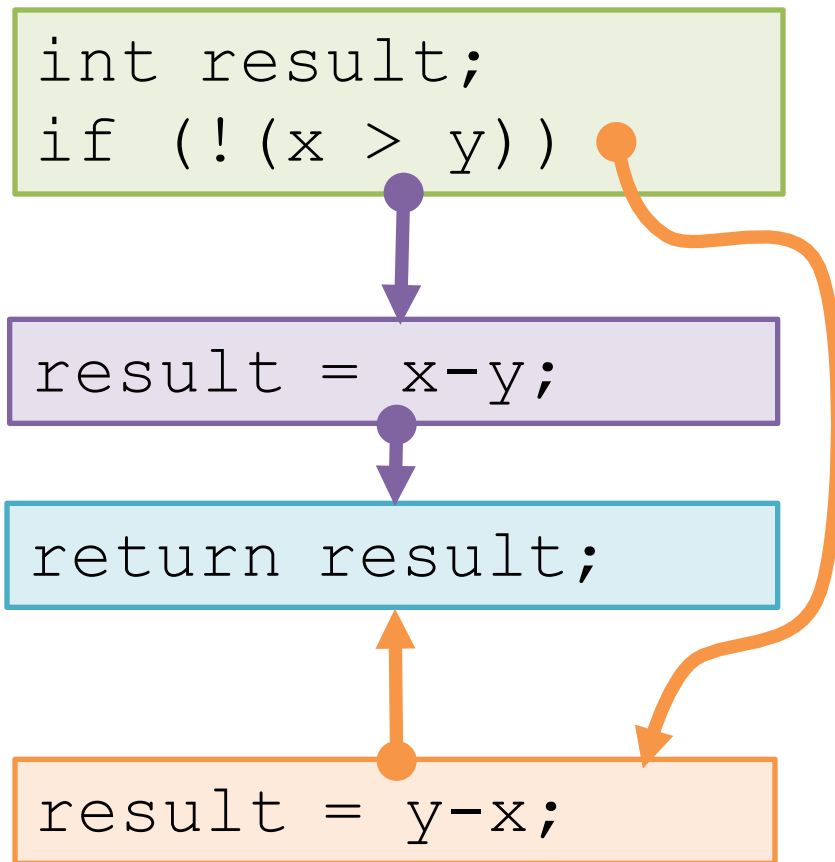 int result;
if (!(x > y))
result = x-y;
return result;
result = y-x;